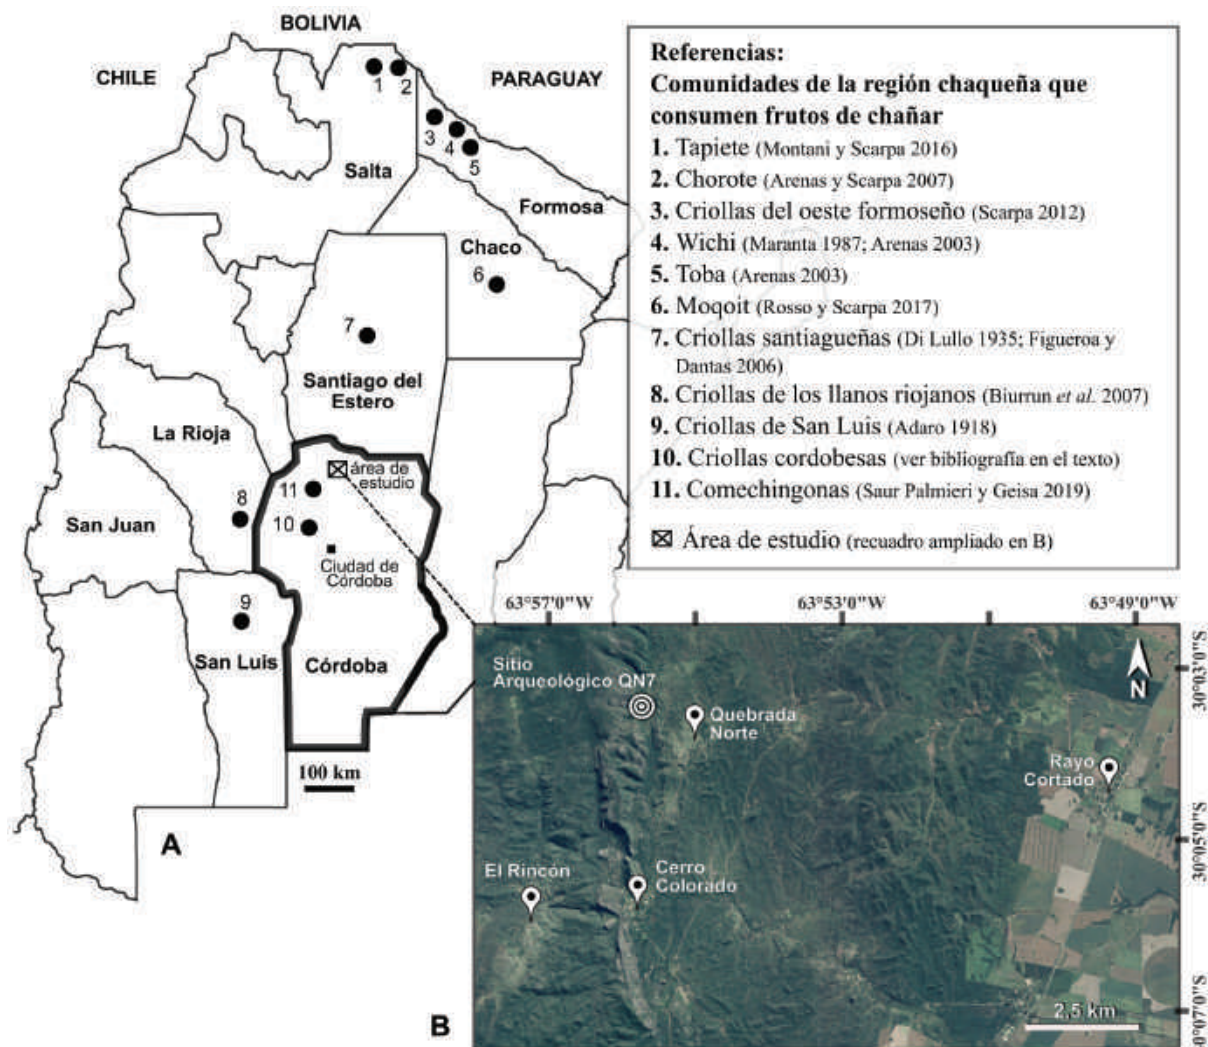 BOLIVIA
CHILE
PARAGUAY
1
2
3
4
5
Salta
Formosa
Chaco
6
7
Santiago del
Estero
La Rioja
área de
estudio
11
8
San Juan
10
Ciudad de
Córdoba
9
San Luis
Córdoba
100 km
A
Referencias:
Comunidades de la región chaqueña que
consumen frutos de chañar
1. Tapiete (Montani y Scarpa 2016)
2. Chorote (Arenas y Scarpa 2007)
3. Criollas del oeste formoseño (Scarpa 2012)
4. Wichi (Maranta 1987; Arenas 2003)
5. Toba (Arenas 2003)
6. Moqoit (Rosso y Scarpa 2017)
7. Criollas santiagueñas (Di Lullo 1935; Figueroa y
Dantas 2006)
8. Criollas de los llanos riojanos (Biurrun et al. 2007)
9. Criollas de San Luis (Adaro 1918)
10. Criollas cordobesas (ver bibliografía en el texto)
11. Comechingonas (Saur Palmieri y Geisa 2019)
Área de estudio (recuadro ampliado en B)
63°57'0"W
63°53'0"W
63°49'0"W
Sitio
Arqueológico QN7
Quebrada
Norte
N
30°03'0"S
Rayo
Cortado
30°05'0"S
El Rincón
Cerro
Colorado
2,5 km
0°07'0"S
B